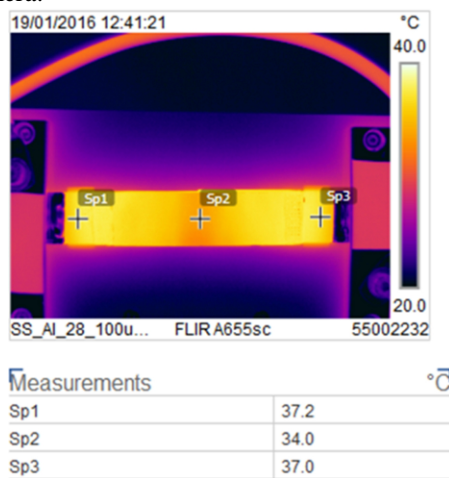 19/01/2016 12:41:21 °C
40.0
Sp1 Sp2 Sp3
20.0
SS_AI_28_100u... FLIR A655sc 55002232
Measurements °C
Sp1 37.2
Sp2 34.0
Sp3 37.0